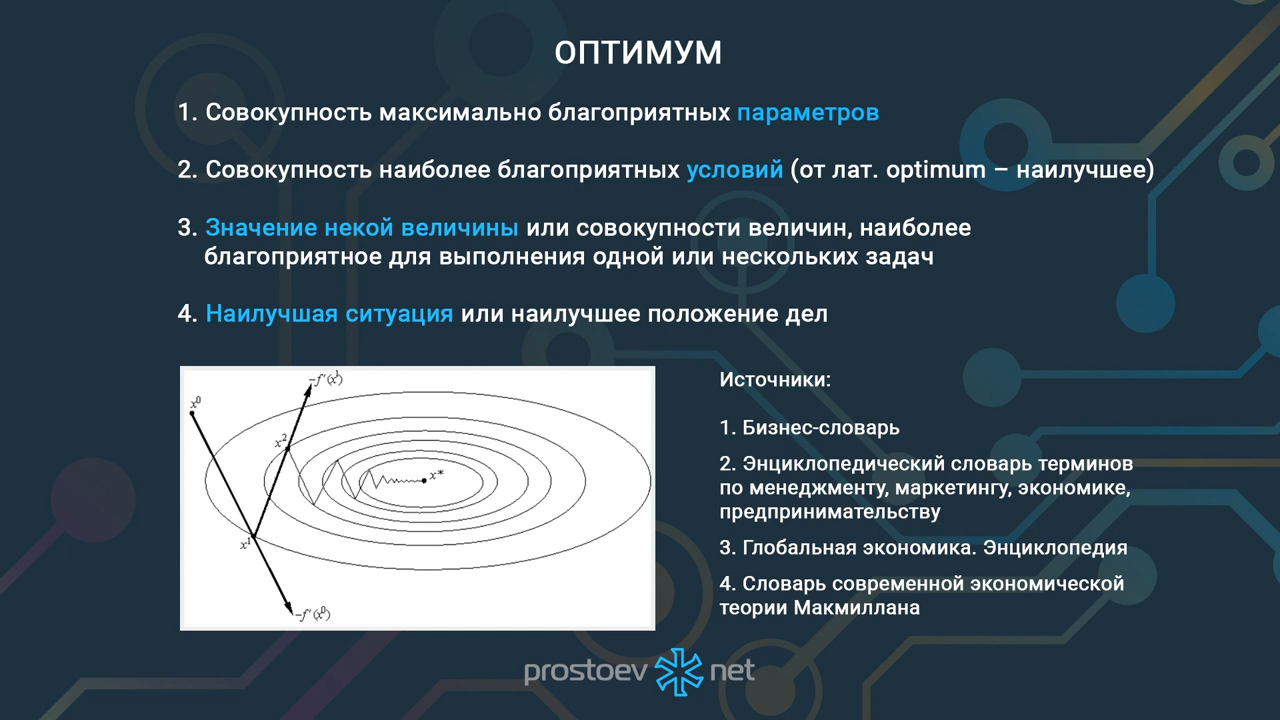 ОПТИМУМ
1. Совокупность максимально благоприятных параметров
2. Совокупность наиболее благоприятных условий (от лат. optimum – наилучшее)
3. Значение некой величины или совокупности величин, наиболее
благоприятное для выполнения одной или нескольких задач
4. Наилучшая ситуация или наилучшее положение дел
-f'(x¹)
x⁰
x²
x*
x¹
-f'(x⁰)
Источники:
1. Бизнес-словарь
2. Энциклопедический словарь терминов
по менеджменту, маркетингу, экономике,
предпринимательству
3. Глобальная экономика. Энциклопедия
4. Словарь современной экономической
теории Макмиллана
prostoev net